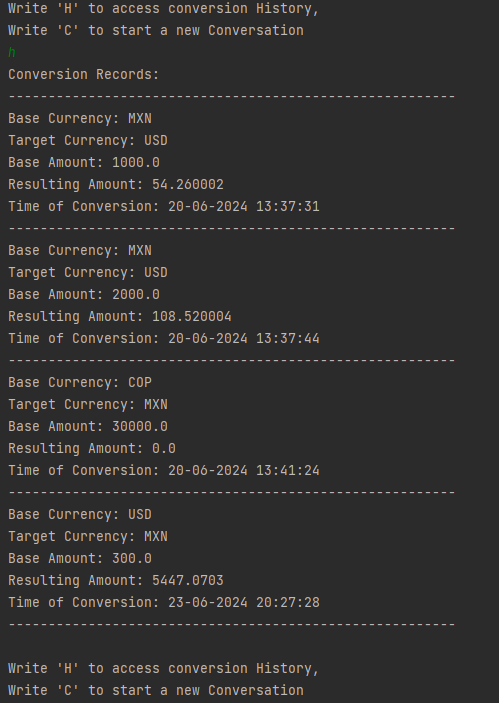 Write 'H' to access conversion History,
Write 'C' to start a new Conversation
h
Conversion Records:
--------------------------------------------------------
Base Currency: MXN
Target Currency: USD
Base Amount: 1000.0
Resulting Amount: 54.260002
Time of Conversion: 20-06-2024 13:37:31
--------------------------------------------------------
Base Currency: MXN
Target Currency: USD
Base Amount: 2000.0
Resulting Amount: 108.520004
Time of Conversion: 20-06-2024 13:37:44
--------------------------------------------------------
Base Currency: COP
Target Currency: MXN
Base Amount: 30000.0
Resulting Amount: 0.0
Time of Conversion: 20-06-2024 13:41:24
--------------------------------------------------------
Base Currency: USD
Target Currency: MXN
Base Amount: 300.0
Resulting Amount: 5447.0703
Time of Conversion: 23-06-2024 20:27:28
--------------------------------------------------------
Write 'H' to access conversion History,
Write 'C' to start a new Conversation